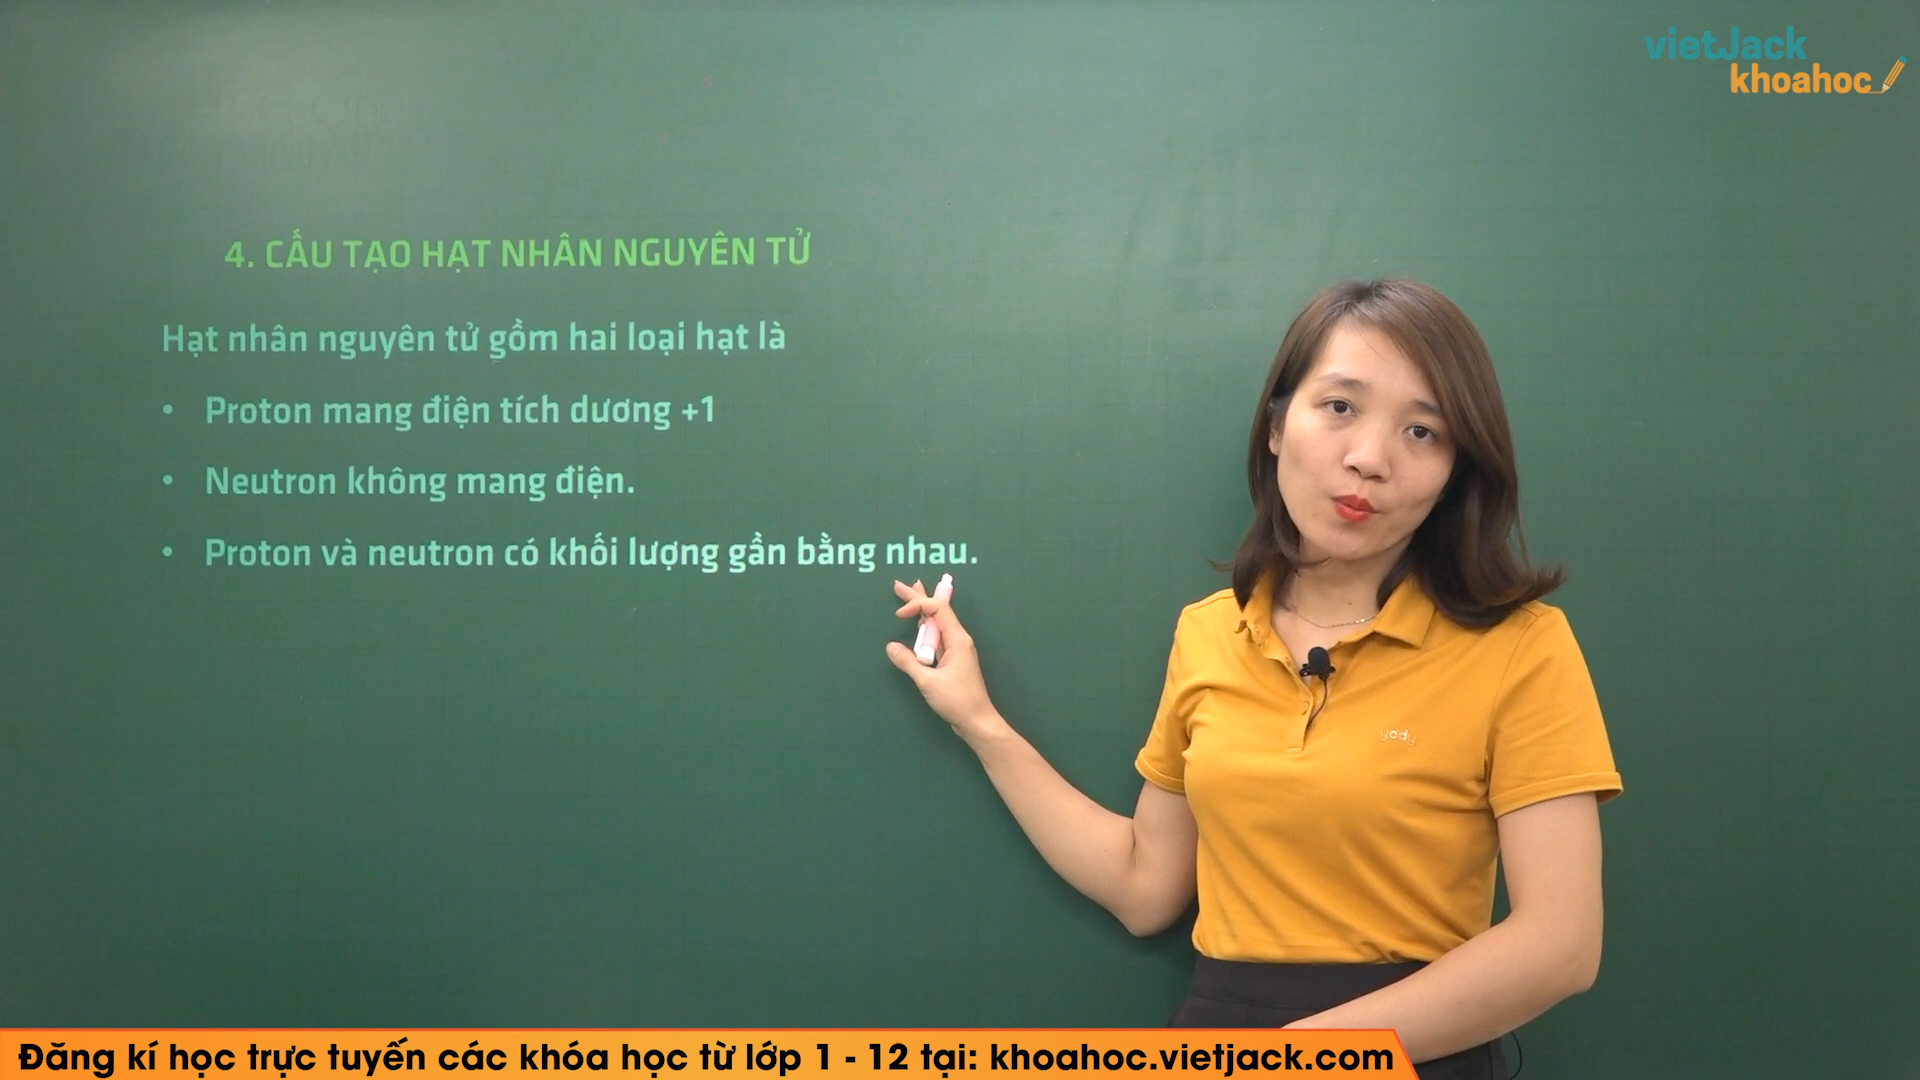 vietJack
khoahoc
4. CẤU TẠO HẠT NHÂN NGUYÊN TỬ
Hạt nhân nguyên tử gồm hai loại hạt là
• Proton mang điện tích dương +1
• Neutron không mang điện.
• Proton và neutron có khối lượng gần bằng nhau.
yody
Đăng kí học trực tuyến các khóa học từ lớp 1 - 12 tại: khoahoc.vietjack.com